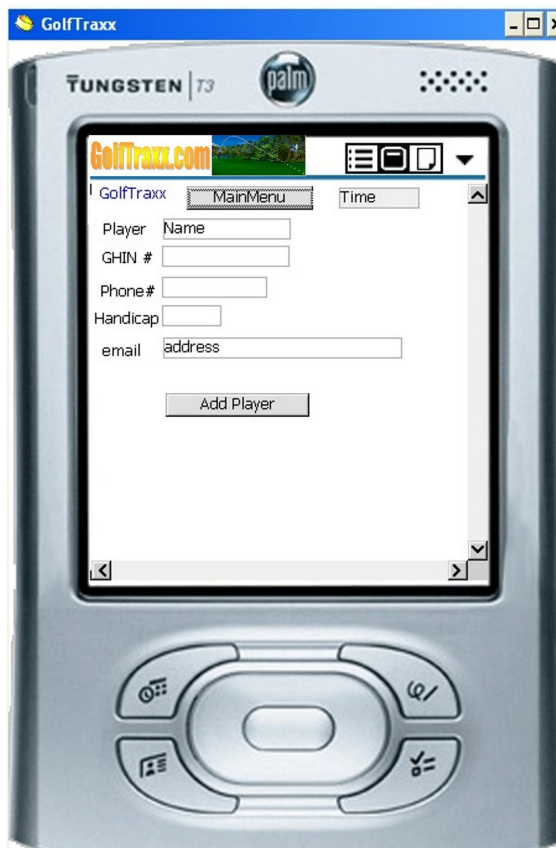 GolfTraxx
TUNGSTEN | T3
palm
GolfTraxx.com
GolfTraxx MainMenu Time
Player Name
GHIN #
Phone#
Handicap
email address
Add Player